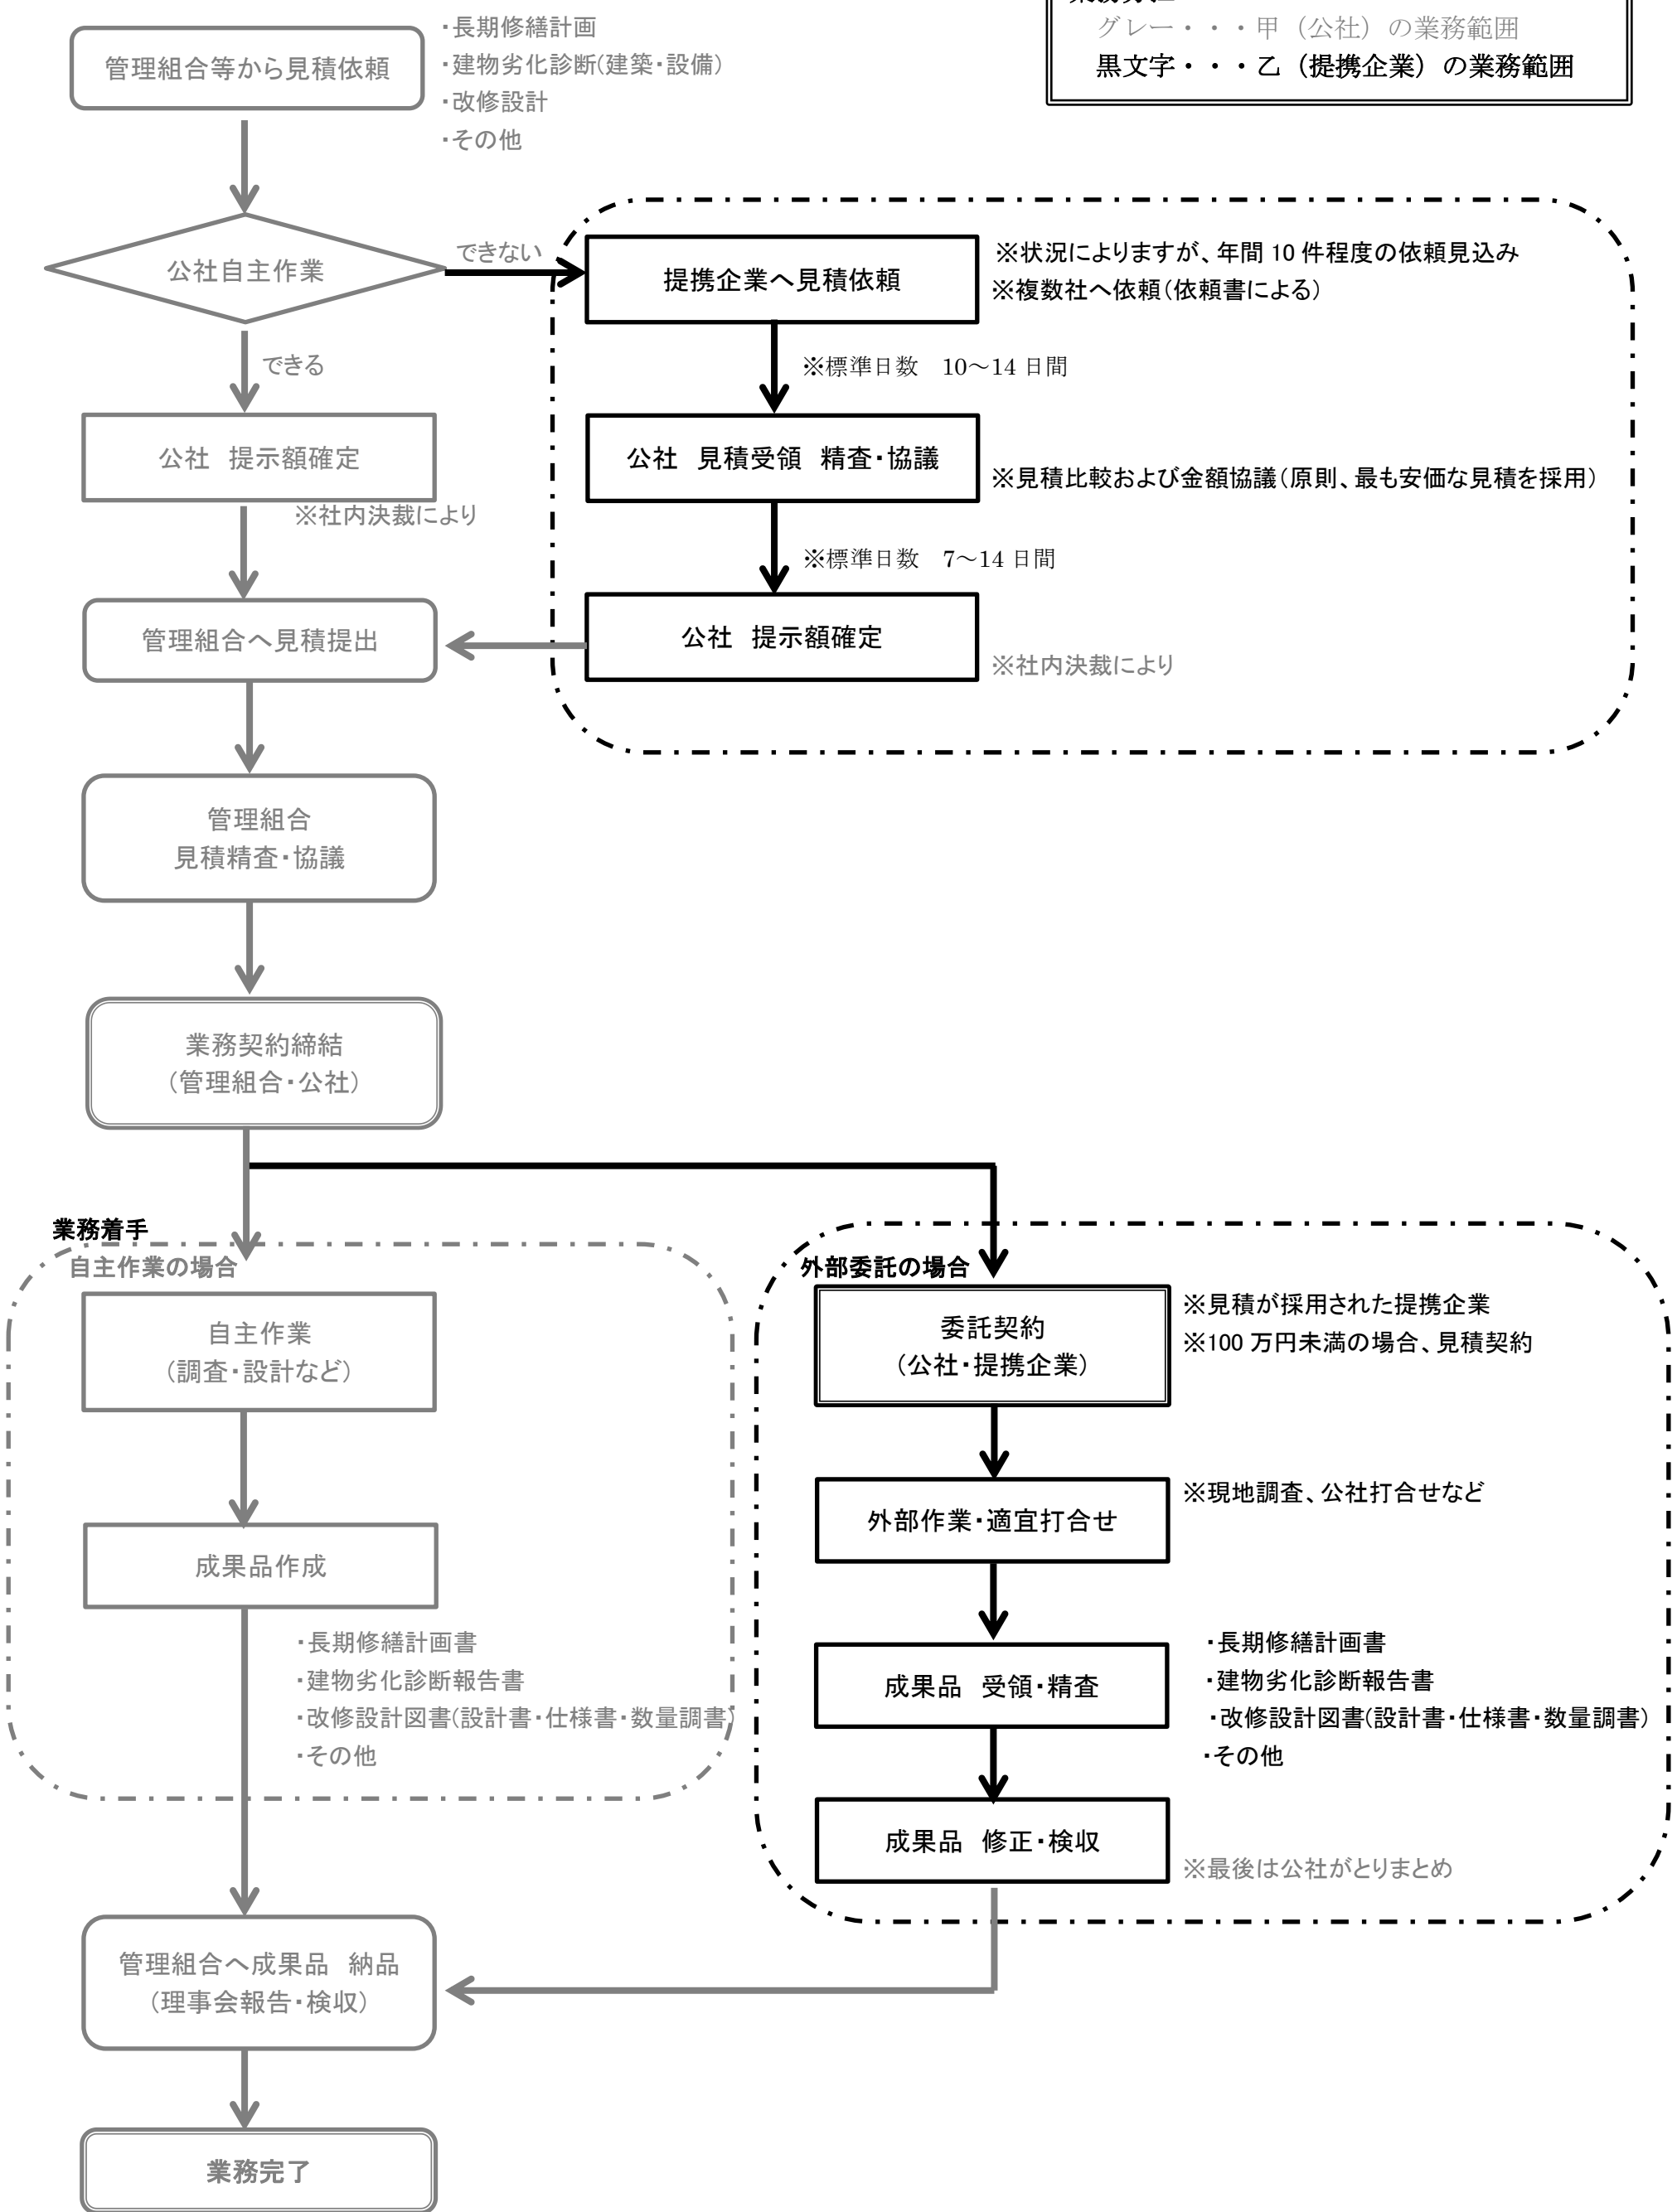 グレー・・・甲（公社）の業務範囲
黒文字・・・乙（提携企業）の業務範囲
管理組合等から見積依頼
・長期修繕計画
・建物劣化診断(建築・設備)
・改修設計
・その他
公社自主作業
できない
できる
提携企業へ見積依頼
※状況によりますが、年間 10 件程度の依頼見込み
※複数社へ依頼（依頼書による）
※標準日数　10～14 日間
公社　提示額確定
※社内決裁により
公社　見積受領　精査・協議
※見積比較および金額協議（原則、最も安価な見積を採用）
※標準日数　7～14 日間
管理組合へ見積提出
公社　提示額確定
※社内決裁により
管理組合
見積精査・協議
業務契約締結
（管理組合・公社）
業務着手
自主作業の場合
自主作業
（調査・設計など）
成果品作成
・長期修繕計画書
・建物劣化診断報告書
・改修設計図書(設計書・仕様書・数量調書)
・その他
外部委託の場合
委託契約
（公社・提携企業）
※見積が採用された提携企業
※100 万円未満の場合、見積契約
外部作業・適宜打合せ
※現地調査、公社打合せなど
成果品　受領・精査
・長期修繕計画書
・建物劣化診断報告書
・改修設計図書(設計書・仕様書・数量調書)
・その他
成果品　修正・検収
※最後は公社がとりまとめ
管理組合へ成果品　納品
（理事会報告・検収）
業務完了